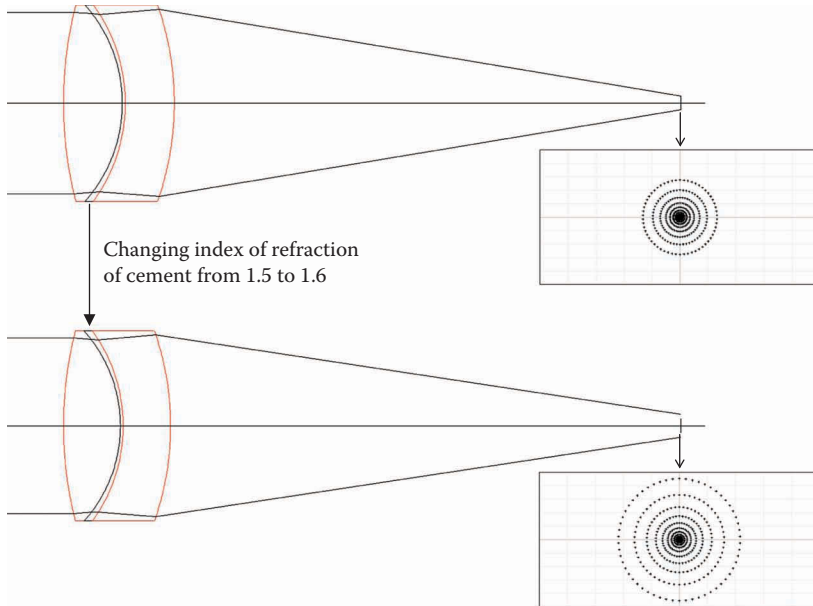 Changing index of refraction
of cement from 1.5 to 1.6